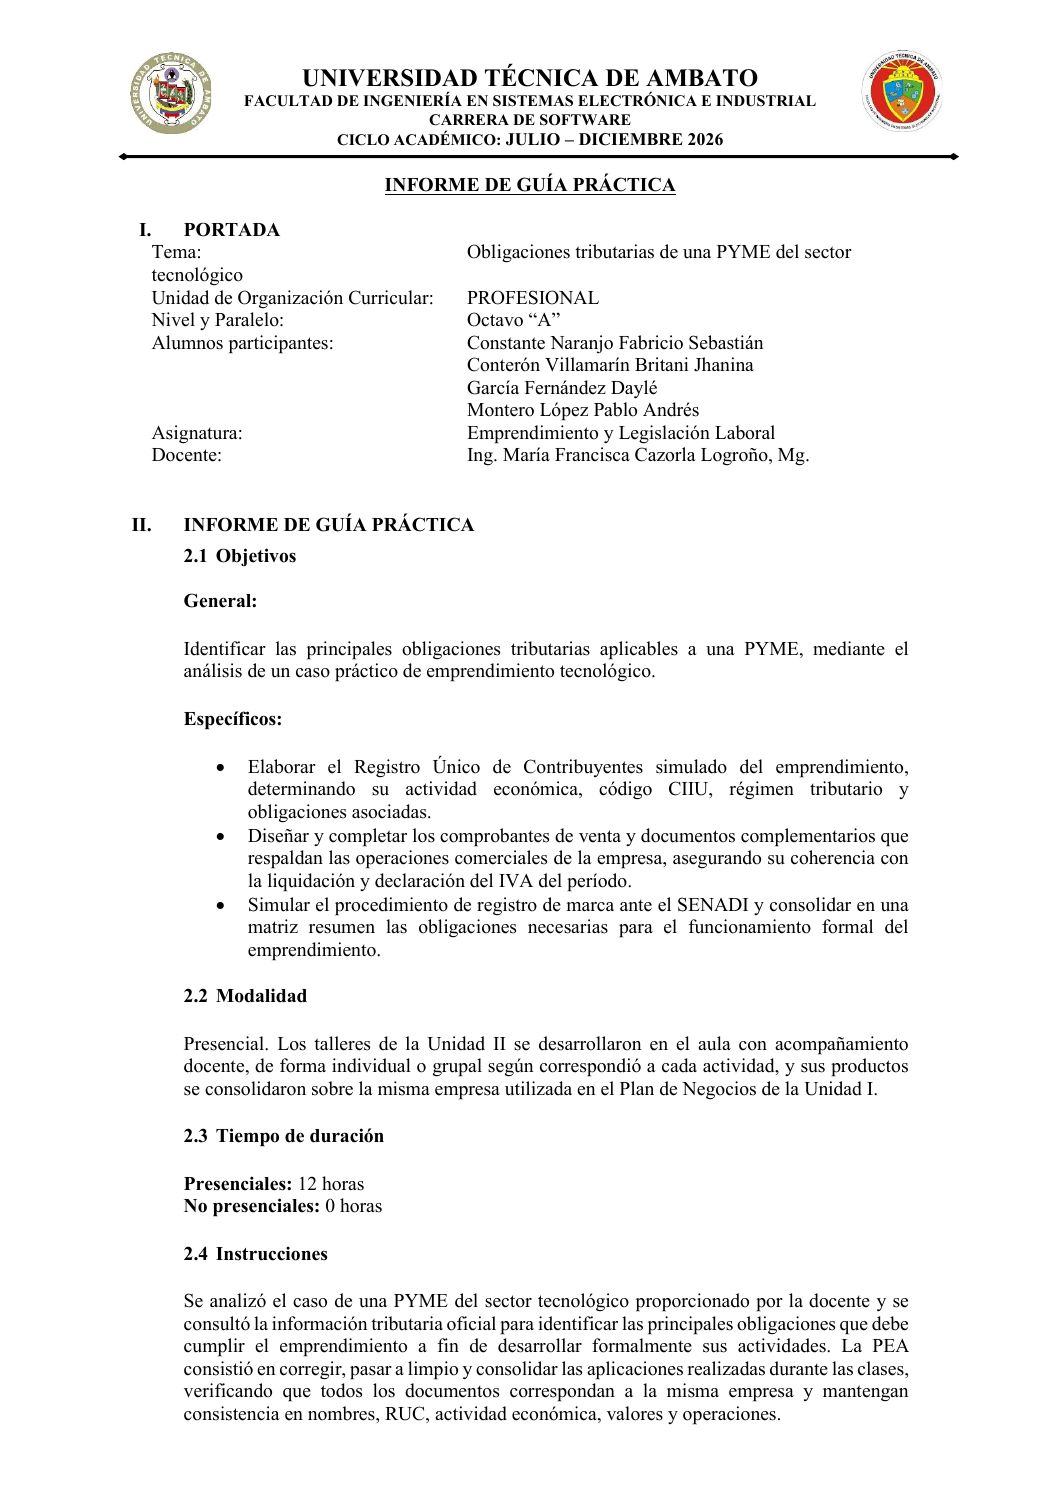 UNIVERSIDAD TÉCNICA DE AMBATO
FACULTAD DE INGENIERÍA EN SISTEMAS ELECTRÓNICA E INDUSTRIAL
CARRERA DE SOFTWARE
CICLO ACADÉMICO: JULIO – DICIEMBRE 2026
INFORME DE GUÍA PRÁCTICA
I. PORTADA
Tema: Obligaciones tributarias de una PYME del sector
tecnológico
Unidad de Organización Curricular: PROFESIONAL
Nivel y Paralelo: Octavo “A”
Alumnos participantes: Constante Naranjo Fabricio Sebastián
Conterón Villamarín Britani Jhanina
García Fernández Daylé
Montero López Pablo Andrés
Asignatura: Emprendimiento y Legislación Laboral
Docente: Ing. María Francisca Cazorla Logroño, Mg.
II. INFORME DE GUÍA PRÁCTICA
2.1 Objetivos
General:
Identificar las principales obligaciones tributarias aplicables a una PYME, mediante el
análisis de un caso práctico de emprendimiento tecnológico.
Específicos:
• Elaborar el Registro Único de Contribuyentes simulado del emprendimiento,
determinando su actividad económica, código CIIU, régimen tributario y
obligaciones asociadas.
• Diseñar y completar los comprobantes de venta y documentos complementarios que
respaldan las operaciones comerciales de la empresa, asegurando su coherencia con
la liquidación y declaración del IVA del período.
• Simular el procedimiento de registro de marca ante el SENADI y consolidar en una
matriz resumen las obligaciones necesarias para el funcionamiento formal del
emprendimiento.
2.2 Modalidad
Presencial. Los talleres de la Unidad II se desarrollaron en el aula con acompañamiento
docente, de forma individual o grupal según correspondió a cada actividad, y sus productos
se consolidaron sobre la misma empresa utilizada en el Plan de Negocios de la Unidad I.
2.3 Tiempo de duración
Presenciales: 12 horas
No presenciales: 0 horas
2.4 Instrucciones
Se analizó el caso de una PYME del sector tecnológico proporcionado por la docente y se
consultó la información tributaria oficial para identificar las principales obligaciones que debe
cumplir el emprendimiento a fin de desarrollar formalmente sus actividades. La PEA
consistió en corregir, pasar a limpio y consolidar las aplicaciones realizadas durante las clases,
verificando que todos los documentos correspondan a la misma empresa y mantengan
consistencia en nombres, RUC, actividad económica, valores y operaciones.